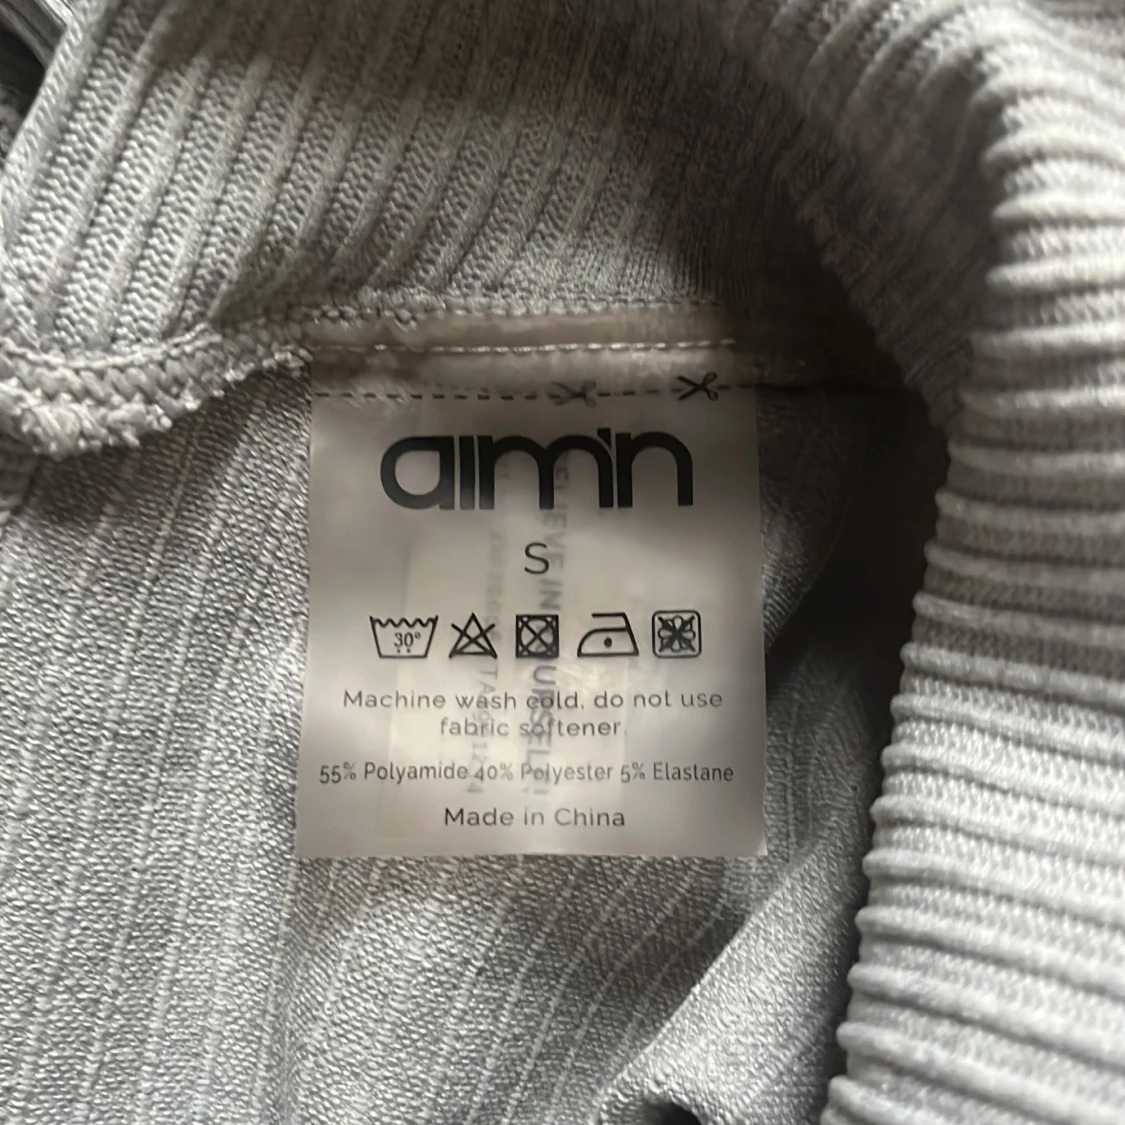 aim'n
S
30°
Machine wash cold, do not use
fabric softener.
55% Polyamide 40% Polyester 5% Elastane
Made in China